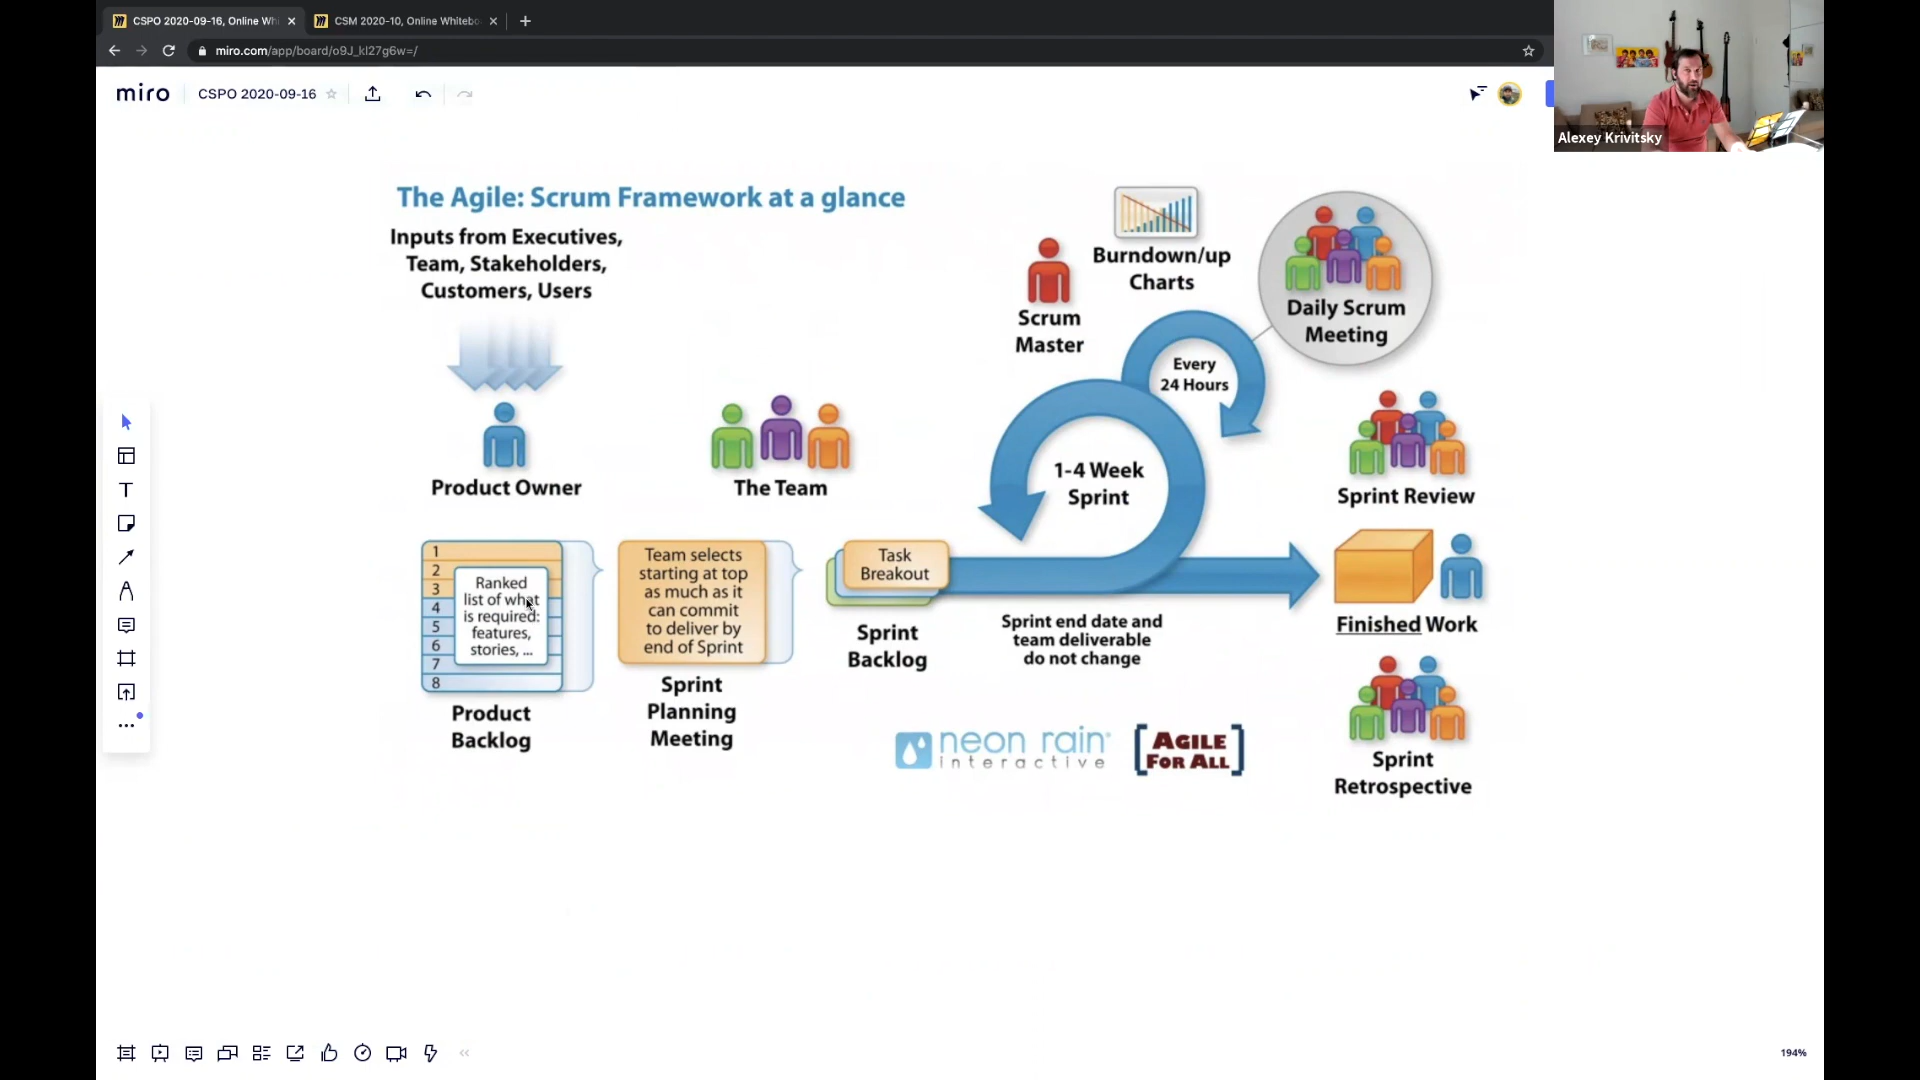 CSPO 2020-09-16, Online Wh
CSM 2020-10, Online Whitebo
miro.com/app/board/o9J_kl27g6w=/
miro
CSPO 2020-09-16
Alexey Krivitsky
The Agile: Scrum Framework at a glance
Inputs from Executives,
Team, Stakeholders,
Customers, Users
Product Owner
The Team
Scrum
Master
Burndown/up
Charts
Daily Scrum
Meeting
Every
24 Hours
1-4 Week
Sprint
Sprint Review
1
2
3
4
5
6
7
8
Ranked
list of what
is required:
features,
stories, ...
Product
Backlog
Team selects
starting at top
as much as it
can commit
to deliver by
end of Sprint
Sprint
Planning
Meeting
Task
Breakout
Sprint
Backlog
Sprint end date and
team deliverable
do not change
Finished Work
Sprint
Retrospective
neon rain
interactive
AGILE
FOR ALL
194%